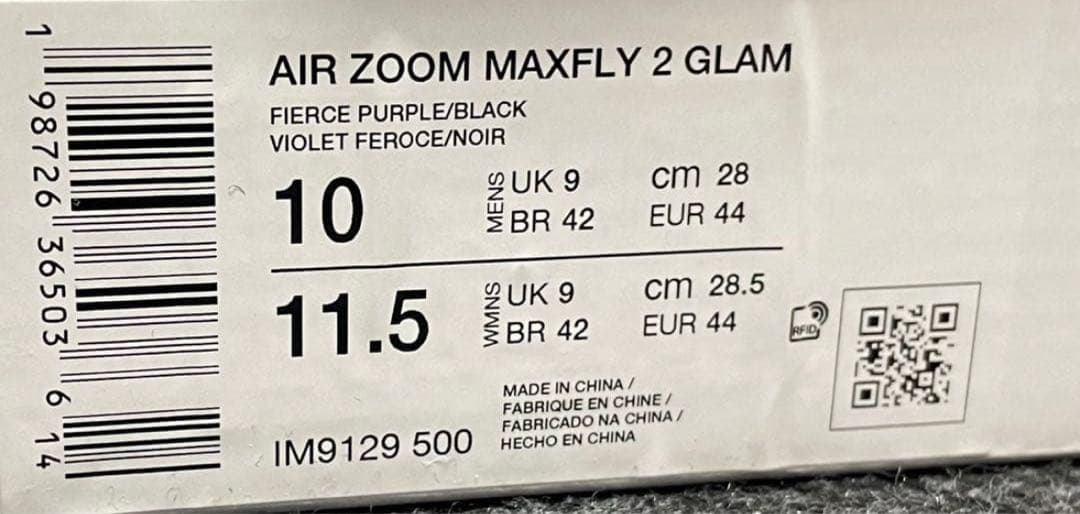 1 98726 36503 6 14
AIR ZOOM MAXFLY 2 GLAM
FIERCE PURPLE/BLACK
VIOLET FEROCE/NOIR
10
MENS
UK 9 cm 28
BR 42 EUR 44
11.5
WMNS
UK 9 cm 28.5
BR 42 EUR 44
RFID
MADE IN CHINA /
FABRIQUE EN CHINE /
FABRICADO NA CHINA /
HECHO EN CHINA
IM9129 500